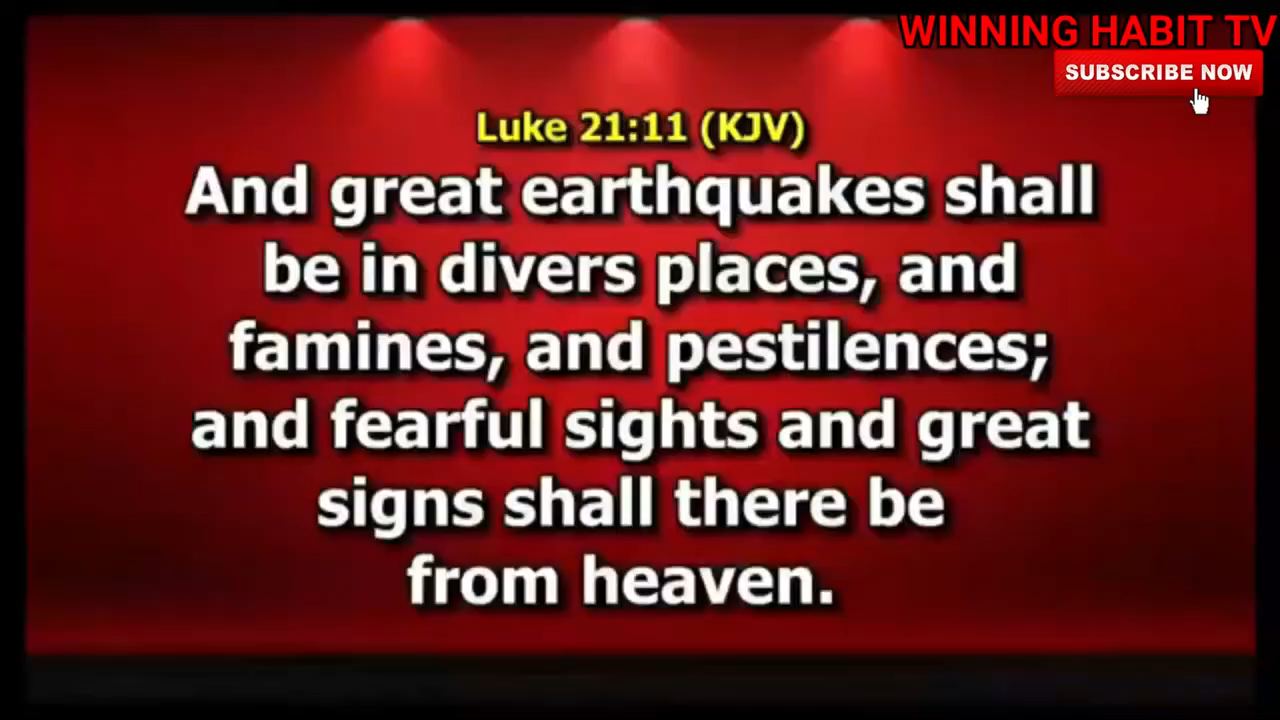 WINNING HABIT TV
SUBSCRIBE NOW
Luke 21:11 (KJV)
And great earthquakes shall
be in divers places, and
famines, and pestilences;
and fearful sights and great
signs shall there be
from heaven.